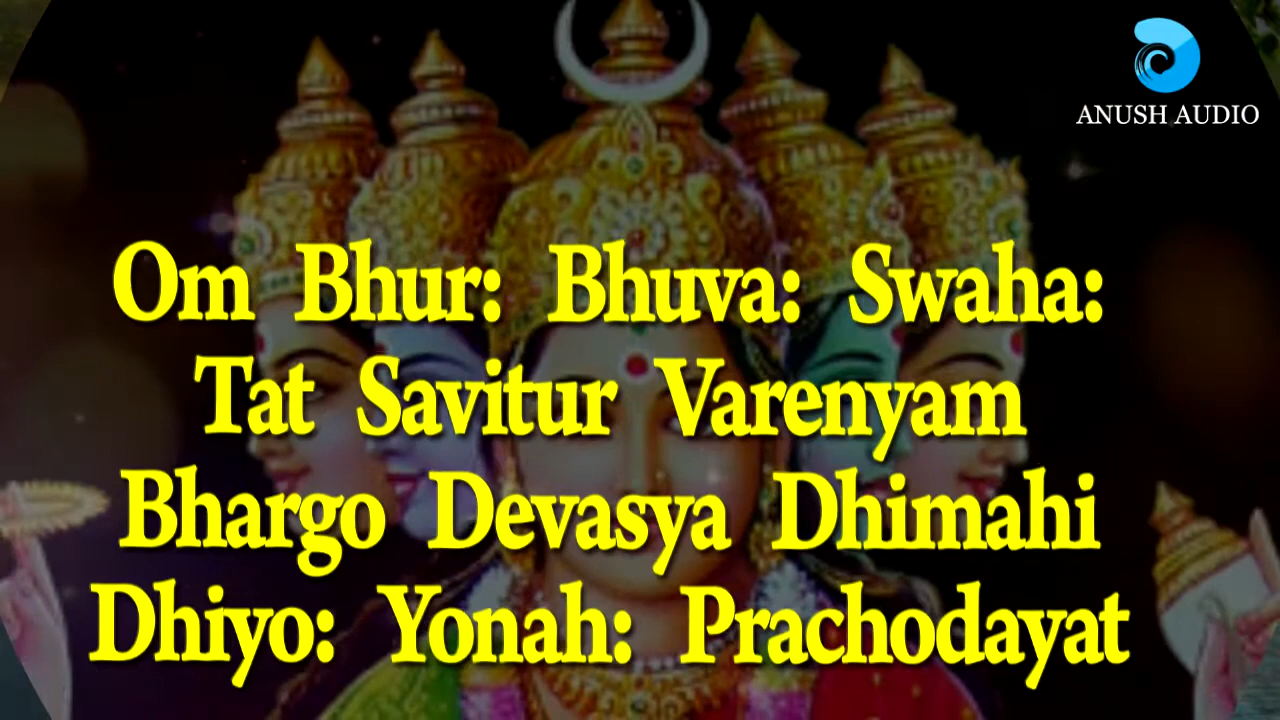 ANUSH AUDIO
Om Bhur: Bhuva: Swaha:
Tat Savitur Varenyam
Bhargo Devasya Dhimahi
Dhiyo: Yonah: Prachodayat